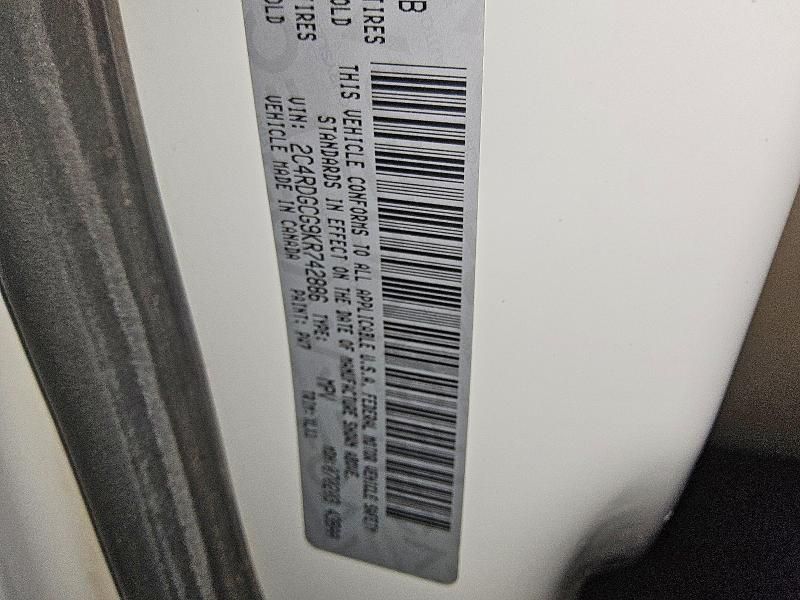 B
TIRES
OLD
TIRES
OLD
THIS VEHICLE CONFORMS TO ALL APPLICABLE U.S.A. FEDERAL MOTOR VEHICLE SAFETY
STANDARDS IN EFFECT ON THE DATE OF MANUFACTURE SHOWN ABOVE.
VIN: 2C4RDGCG9KR742886 TYPE: MPV
VEHICLE MADE IN CANADA PAINT: PW7